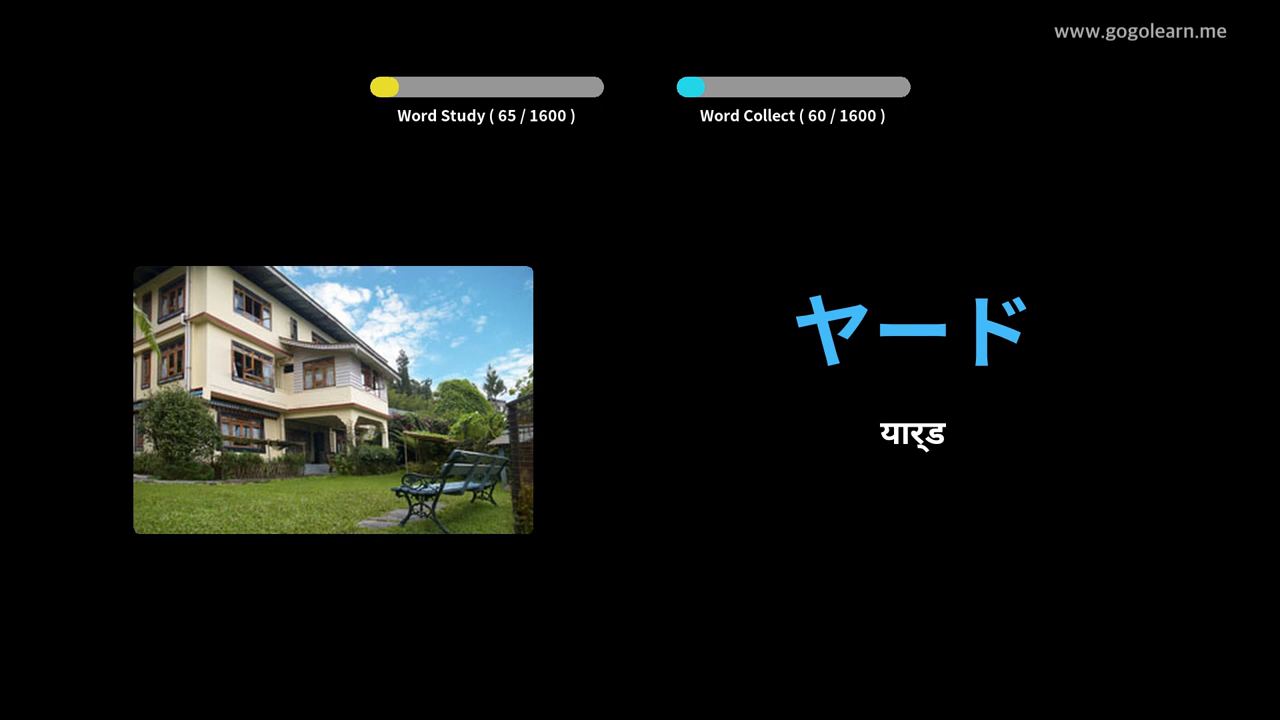 www.gogolearn.me
Word Study ( 65 / 1600 )
Word Collect ( 60 / 1600 )
ヤード
यार्‍ड